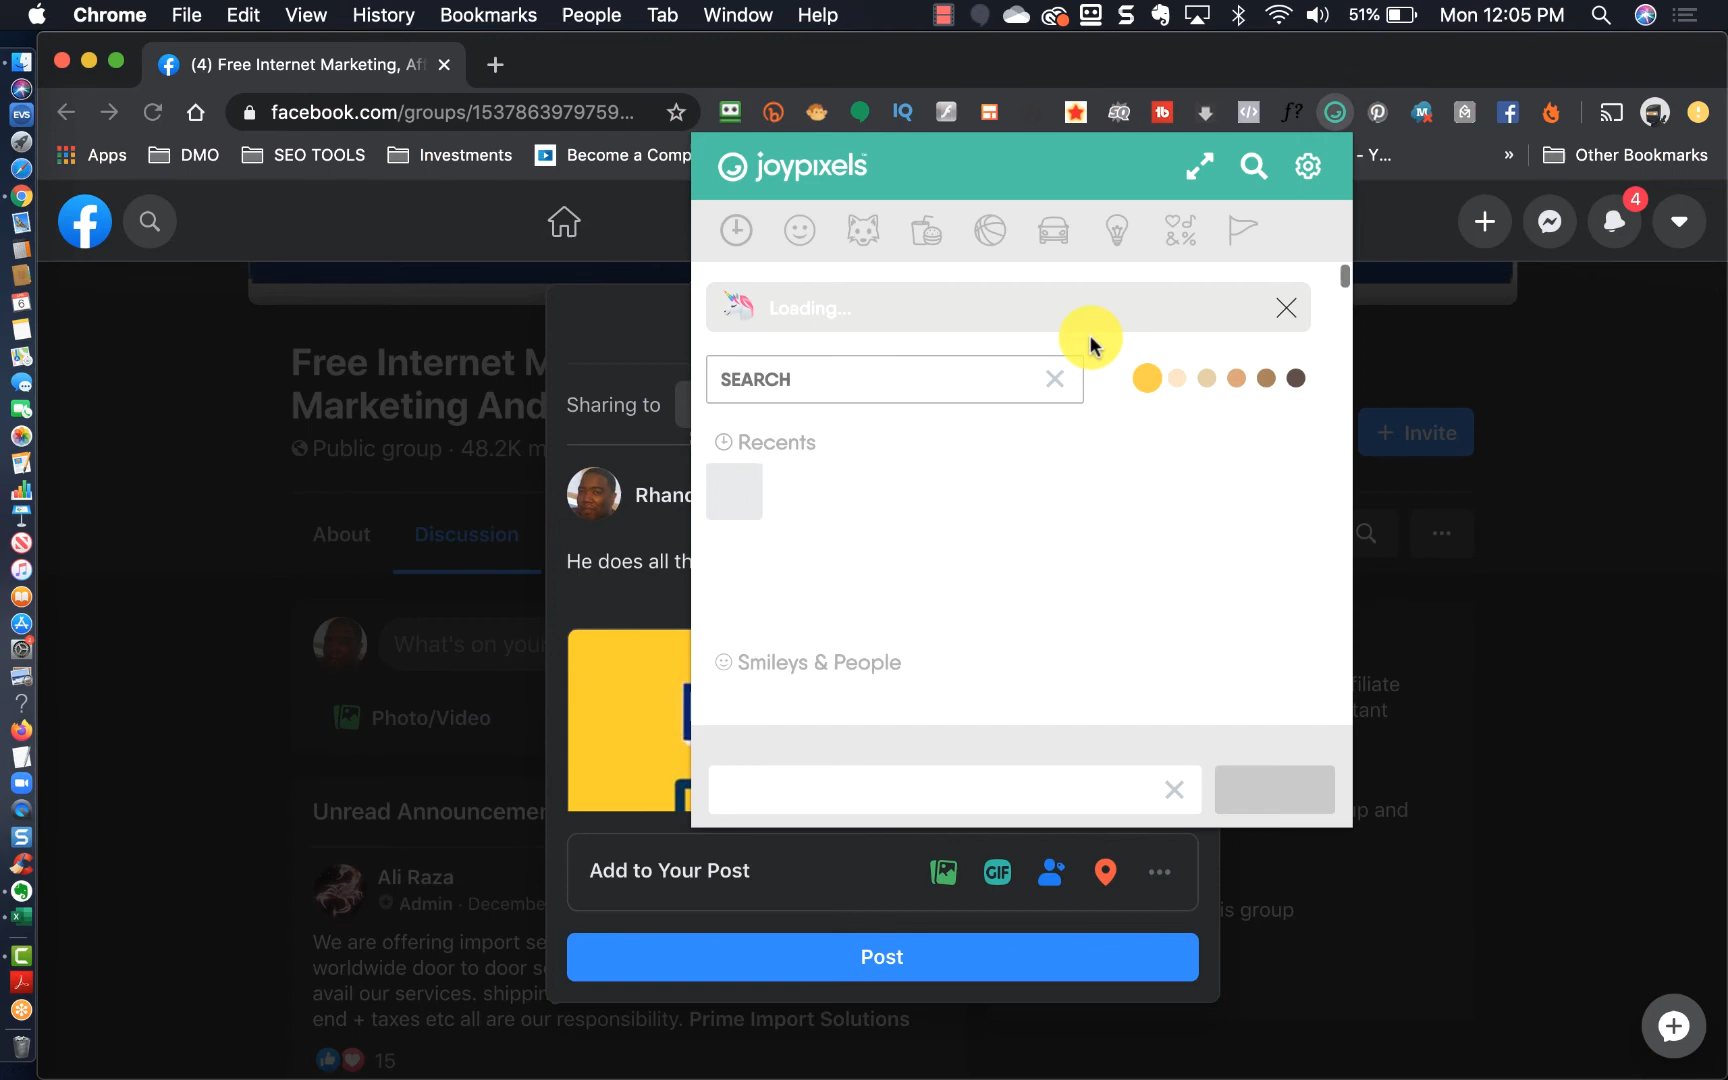 Chrome File Edit View History Bookmarks People Tab Window Help 51% Mon 12:05 PM
(4) Free Internet Marketing, Af
facebook.com/groups/1537863979759...
Apps DMO SEO TOOLS Investments Become a Comp - Y... » Other Bookmarks
joypixels
4
Loading...
SEARCH
Recents
Smileys & People
Free Internet M
Marketing And
Public group · 48.2K m
Sharing to
Invite
Rhand
About Discussion
He does all th
What's on your
Photo/Video
filiate
tant
Unread Announcemen
p and
Add to Your Post
GIF
Ali Raza
Admin · Decembe
is group
We are offering import se
worldwide door to door s
avail our services. shippin
end + taxes etc all are our responsibility. Prime Import Solutions
Post
15